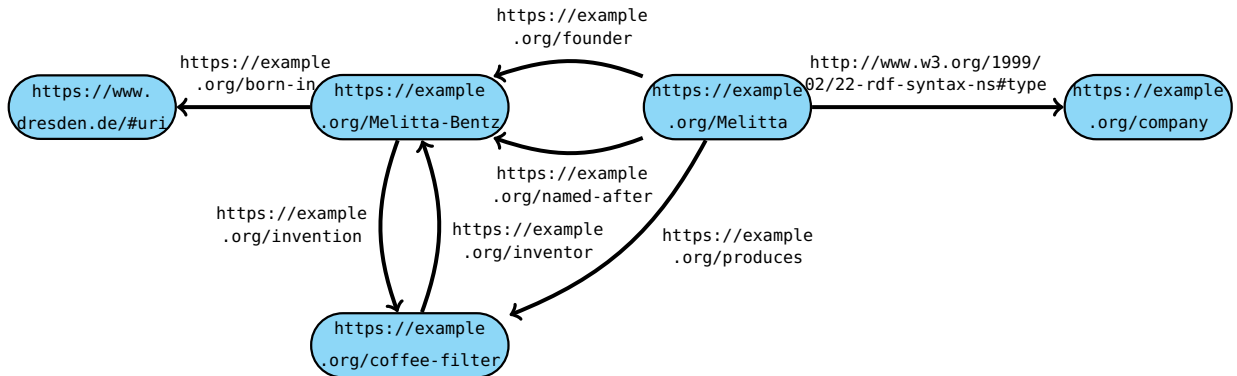 https://example
.org/founder
https://example
.org/born-in
http://www.w3.org/1999/
02/22-rdf-syntax-ns#type
https://www.
dresden.de/#uri
https://example
.org/Melitta-Bentz
https://example
.org/Melitta
https://example
.org/company
https://example
.org/named-after
https://example
.org/invention
https://example
.org/inventor
https://example
.org/produces
https://example
.org/coffee-filter